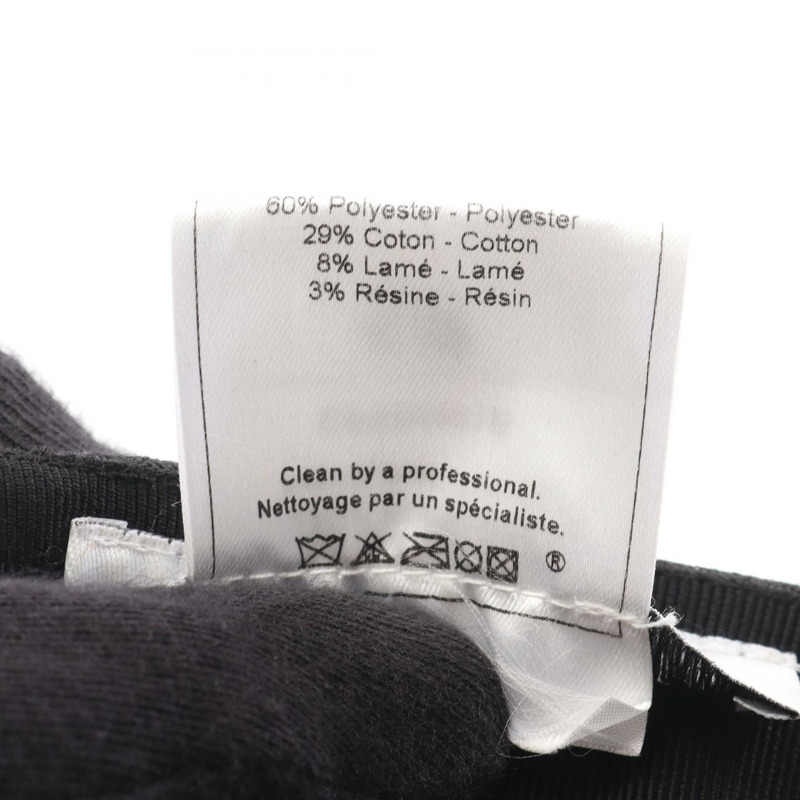 60% Polyester - Polyester
29% Coton - Cotton
8% Lamé - Lamé
3% Résine - Résin
Clean by a professional.
Nettoyage par un spécialiste.
®